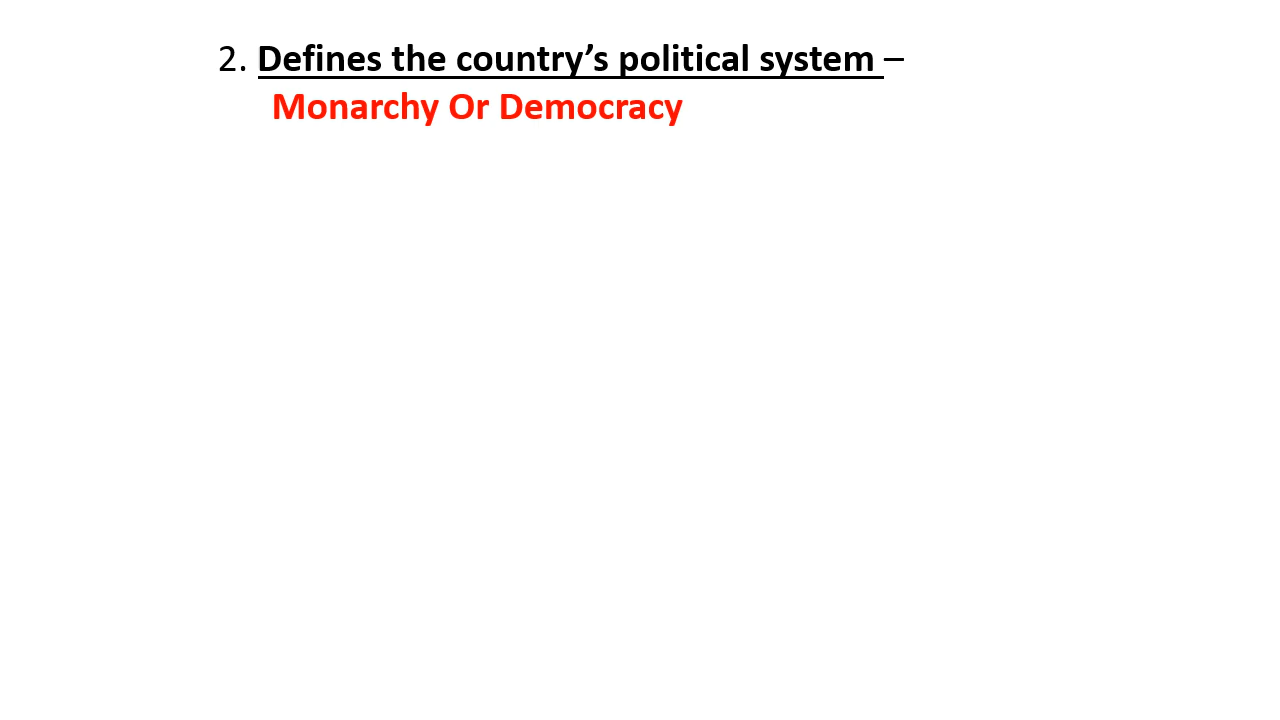 2. Defines the country’s political system –
Monarchy Or Democracy